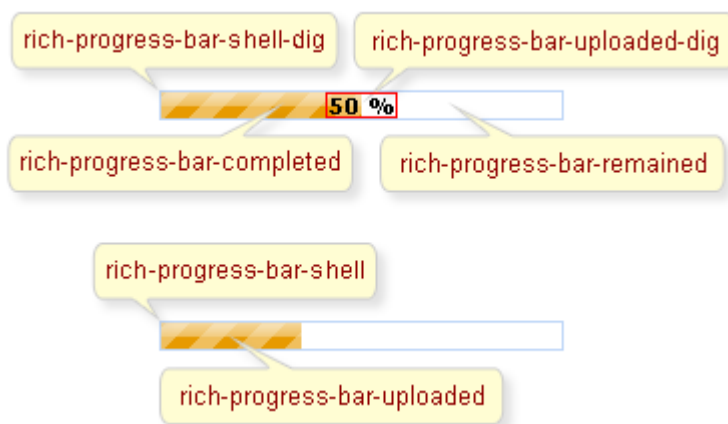 rich-progress-bar-shell-dig
rich-progress-bar-uploaded-dig
50 %
rich-progress-bar-completed
rich-progress-bar-remained
rich-progress-bar-shell
rich-progress-bar-uploaded